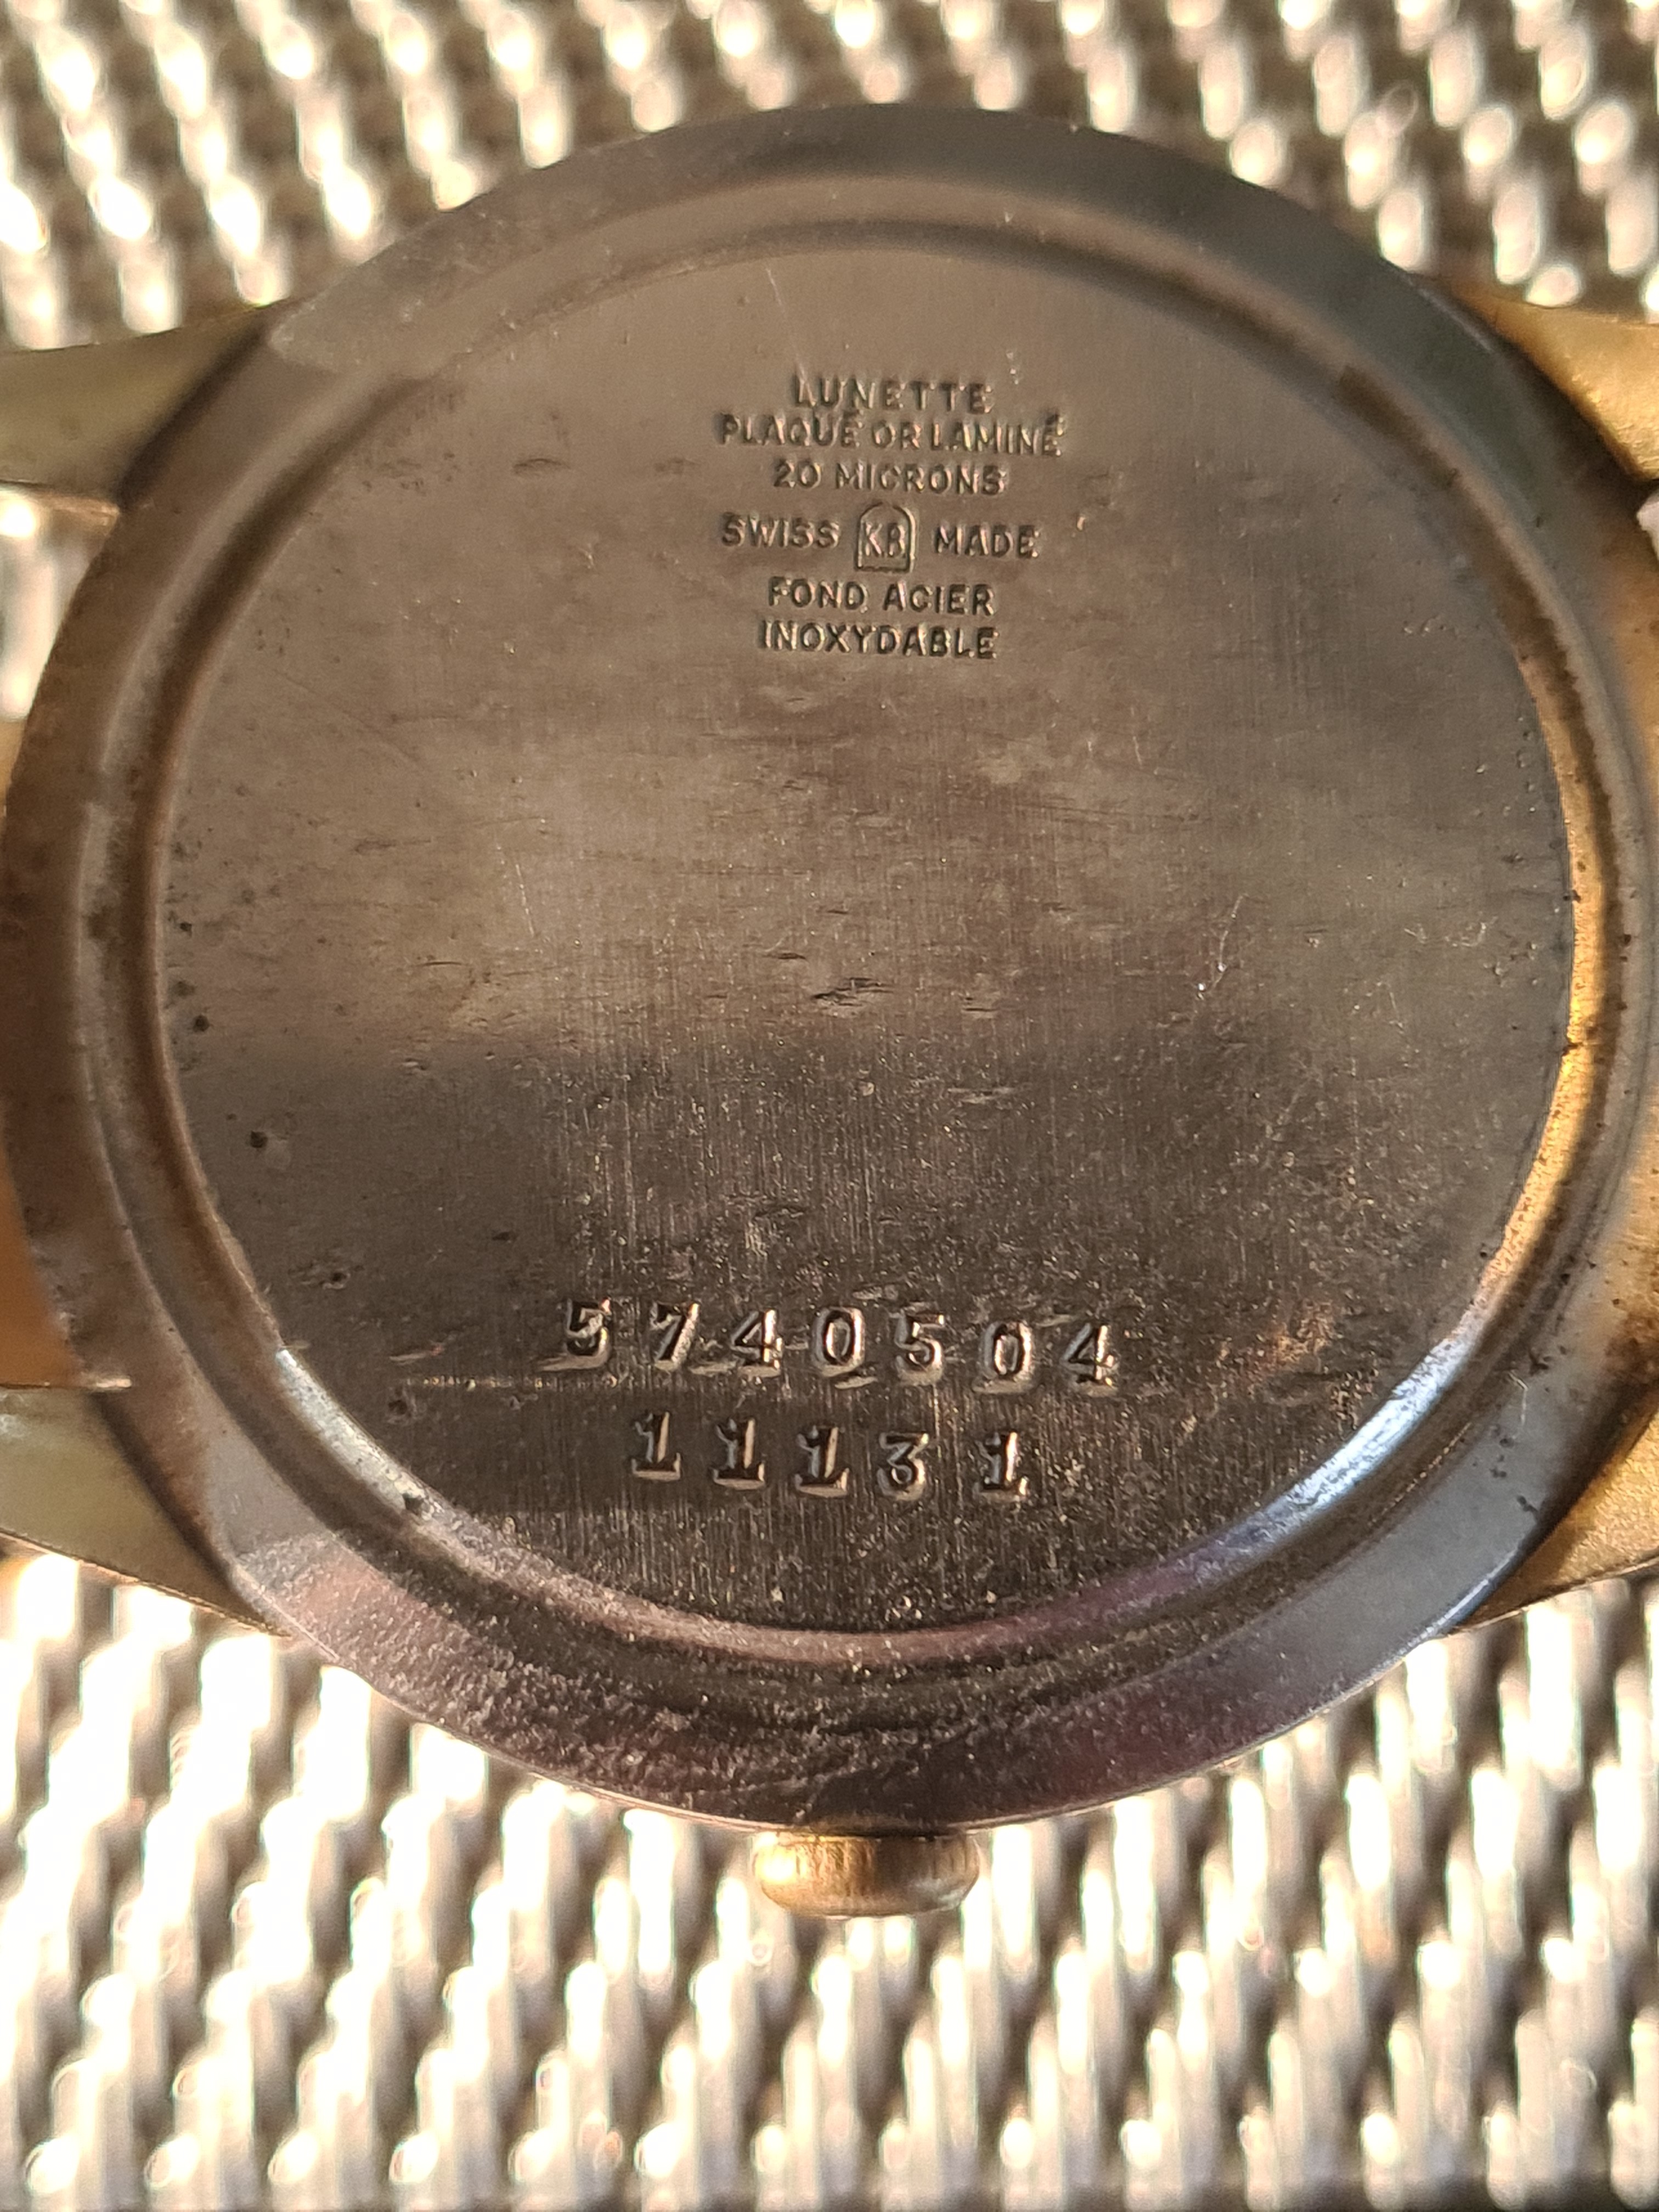 LUNETTE
PLAQUÉ OR LAMINÉ
20 MICRONS
SWISS KB MADE
FOND ACIER
INOXYDABLE
5740504
11131